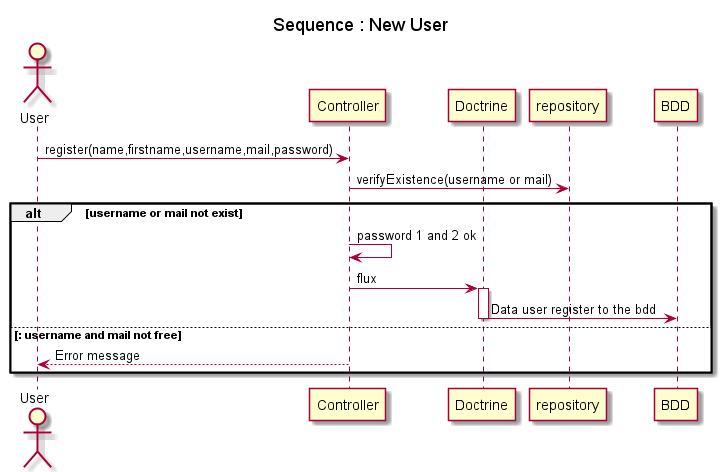 Sequence : New User
User
Controller
Doctrine
repository
BDD
register(name,firstname,username,mail,password)
verifyExistence(username or mail)
alt
[username or mail not exist]
password 1 and 2 ok
flux
Data user register to the bdd
[: username and mail not free]
Error message
User
Controller
Doctrine
repository
BDD